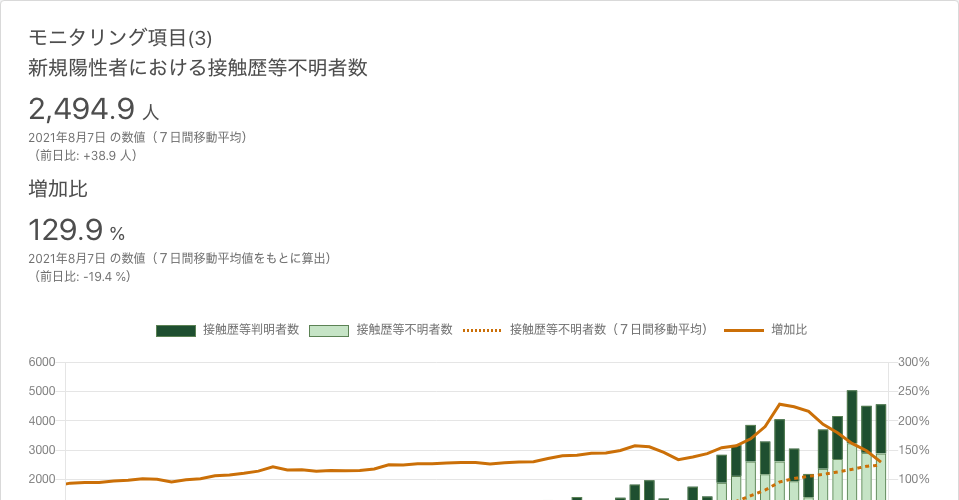 モニタリング項目(3)
新規陽性者における接触歴等不明者数
2,494.9 人
2021年8月7日 の数値（７日間移動平均）
（前日比: +38.9 人）
増加比
129.9 %
2021年8月7日 の数値（７日間移動平均値をもとに算出）
（前日比: -19.4 %）
接触歴等判明者数 接触歴等不明者数 接触歴等不明者数（７日間移動平均） 増加比
6000 300%
5000 250%
4000 200%
3000 150%
2000 100%